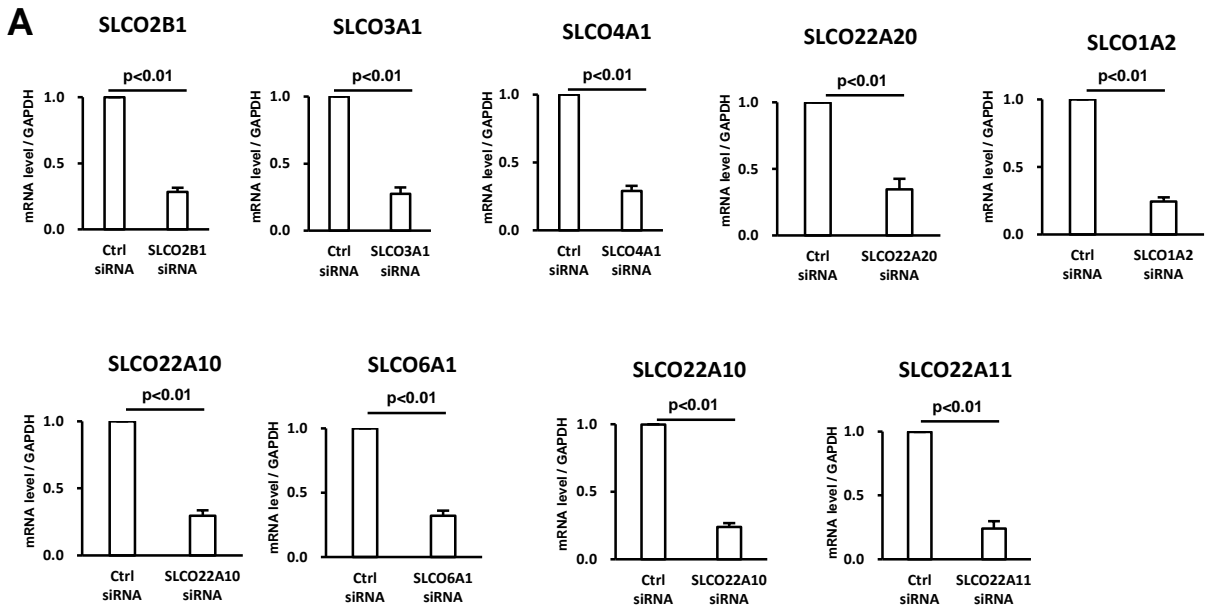 A
SLCO2B1
p<0.01
mRNA level / GAPDH
1.0
0.5
0.0
Ctrl
siRNA
SLCO2B1
siRNA
SLCO3A1
p<0.01
mRNA level / GAPDH
1.0
0.5
0.0
Ctrl
siRNA
SLCO3A1
siRNA
SLCO4A1
p<0.01
mRNA level / GAPDH
1.0
0.5
0.0
Ctrl
siRNA
SLCO4A1
siRNA
SLCO22A20
p<0.01
mRNA level / GAPDH
1.0
0.5
0.0
Ctrl
siRNA
SLCO22A20
siRNA
SLCO1A2
p<0.01
mRNA level / GAPDH
1.0
0.5
0.0
Ctrl
siRNA
SLCO1A2
siRNA
SLCO22A10
p<0.01
mRNA level / GAPDH
1.0
0.5
0.0
Ctrl
siRNA
SLCO22A10
siRNA
SLCO6A1
p<0.01
mRNA level / GAPDH
1.0
0.5
0.0
Ctrl
siRNA
SLCO6A1
siRNA
SLCO22A10
p<0.01
mRNA level / GAPDH
1.0
0.5
0.0
Ctrl
siRNA
SLCO22A10
siRNA
SLCO22A11
p<0.01
mRNA level / GAPDH
1.0
0.5
0.0
Ctrl
siRNA
SLCO22A11
siRNA